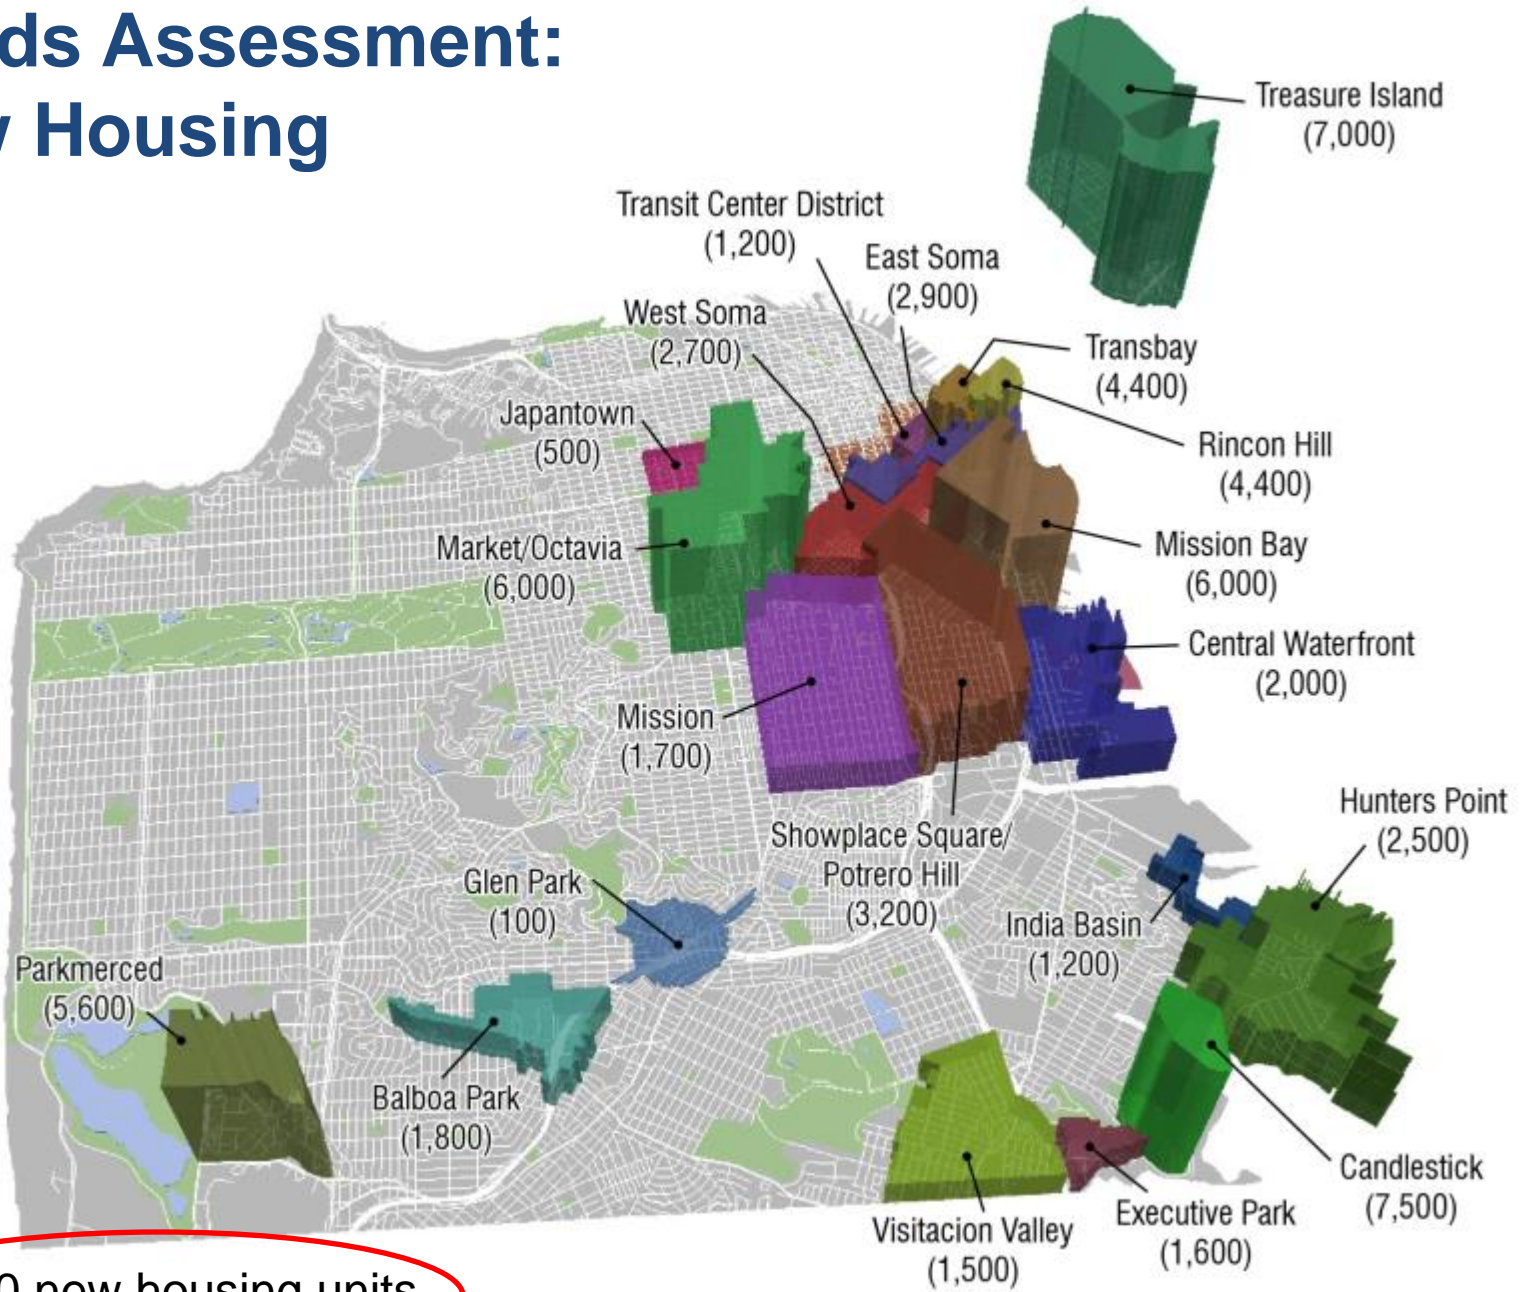 ds Assessment:
Housing
Treasure Island
(7,000)
Transit Center District
(1,200)
East Soma
(2,900)
West Soma
(2,700)
Transbay
(4,400)
Japantown
(500)
Rincon Hill
(4,400)
Market/Octavia
(6,000)
Mission Bay
(6,000)
Central Waterfront
(2,000)
Mission
(1,700)
Hunters Point
(2,500)
Showplace Square/
Potrero Hill
(3,200)
Glen Park
(100)
India Basin
(1,200)
Parkmerced
(5,600)
Balboa Park
(1,800)
Candlestick
(7,500)
Executive Park
(1,600)
Visitacion Valley
(1,500)
0 new housing units